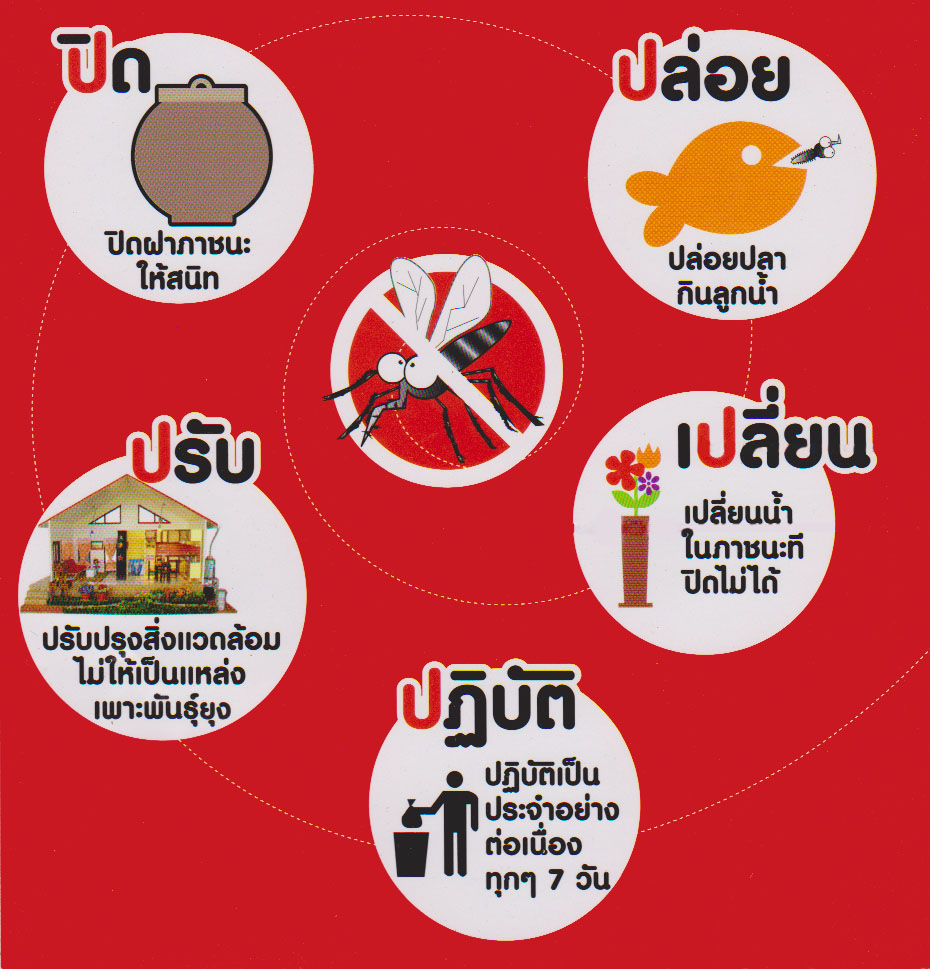 ปิด
ปิดฝาภาชนะ
ให้สนิท
ปล่อย
ปล่อยปลา
กินลูกน้ำ
เปลี่ยน
เปลี่ยนน้ำ
ในภาชนะที
ปิดไม่ได้
ปรับ
ปรับปรุงสิ่งแวดล้อม
ไม่ให้เป็นแหล่ง
เพาะพันธุ์ยุง
ปฏิบัติ
ปฏิบัติเป็น
ประจำอย่าง
ต่อเนื่อง
ทุกๆ 7 วัน